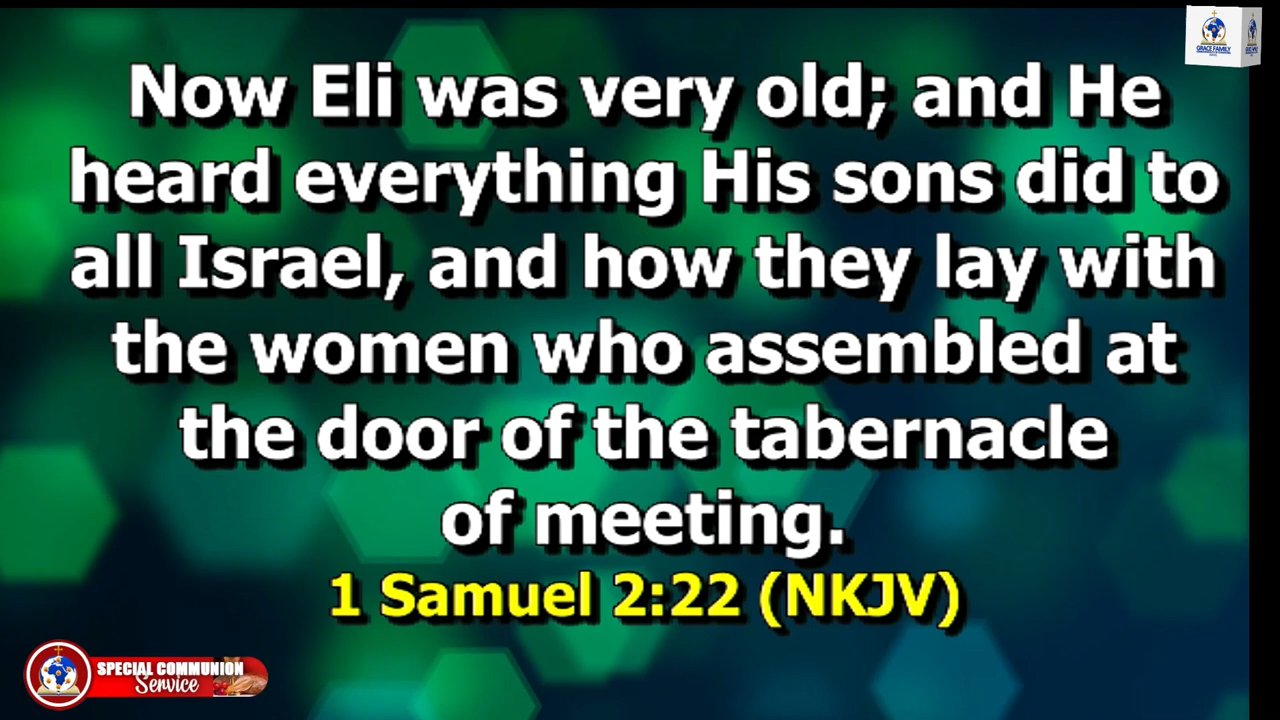 Now Eli was very old; and He
heard everything His sons did to
all Israel, and how they lay with
the women who assembled at
the door of the tabernacle
of meeting.
1 Samuel 2:22 (NKJV)
GRACE FAMILY
SPECIAL COMMUNION
Service